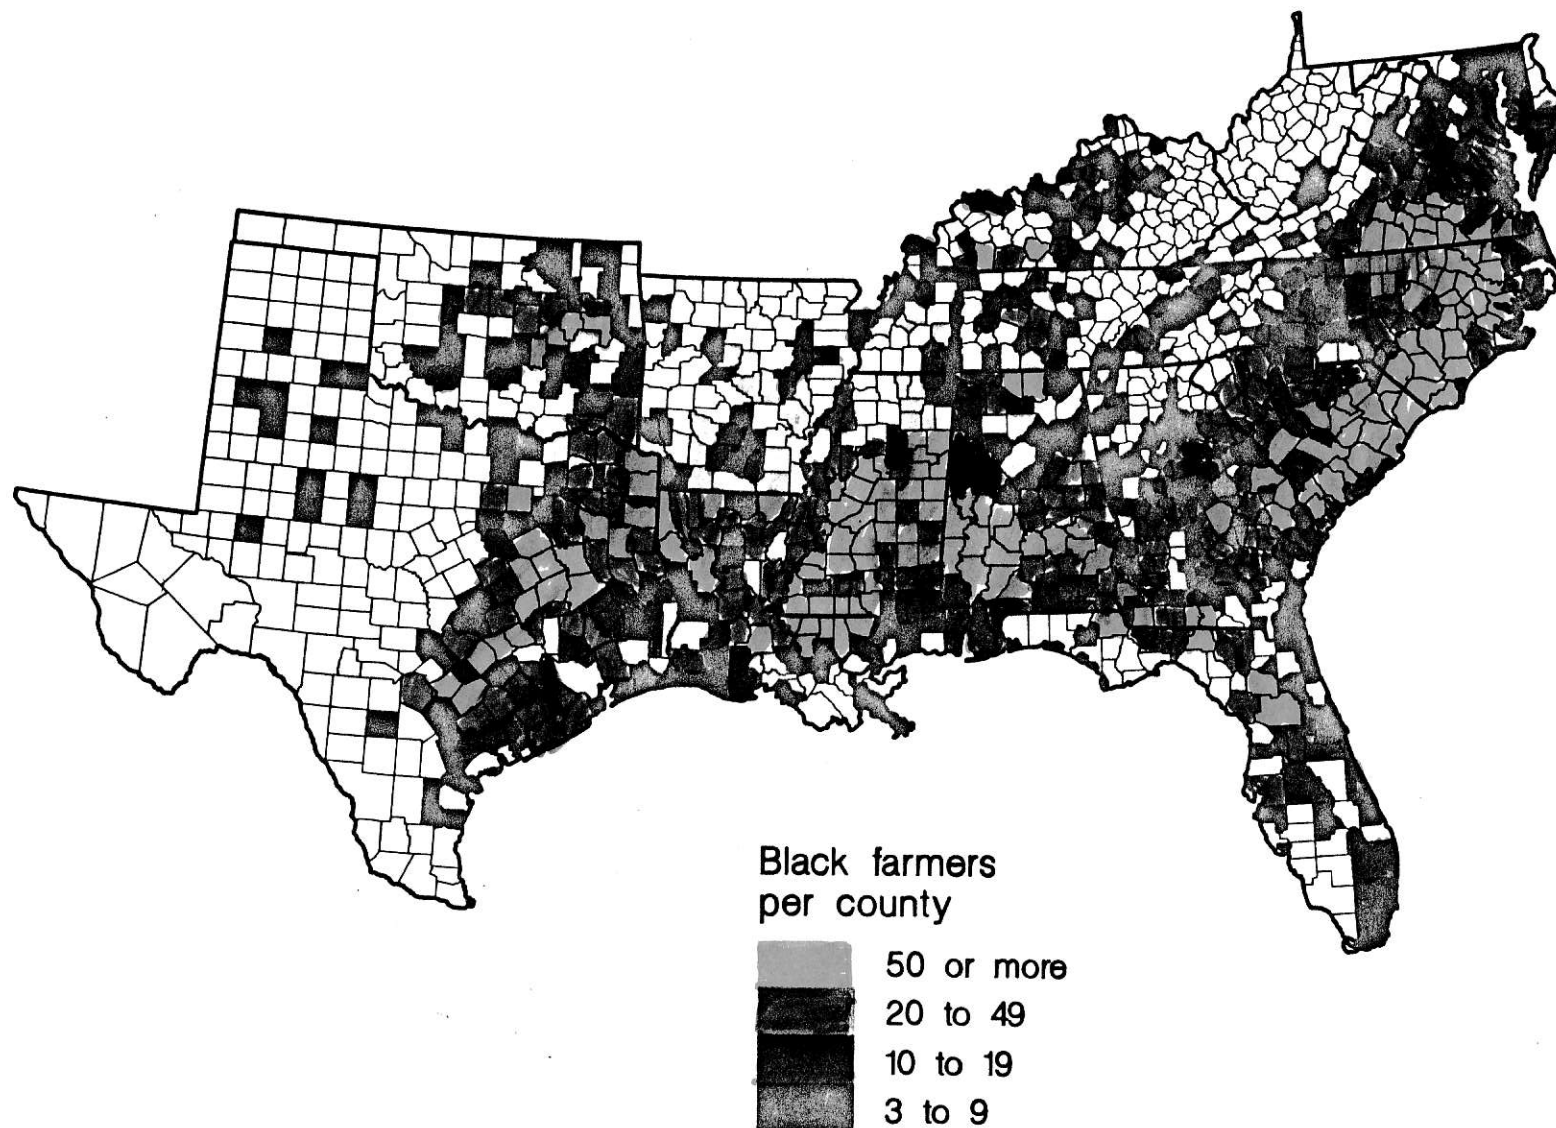 Black farmers
per county
50 or more
20 to 49
10 to 19
3 to 9